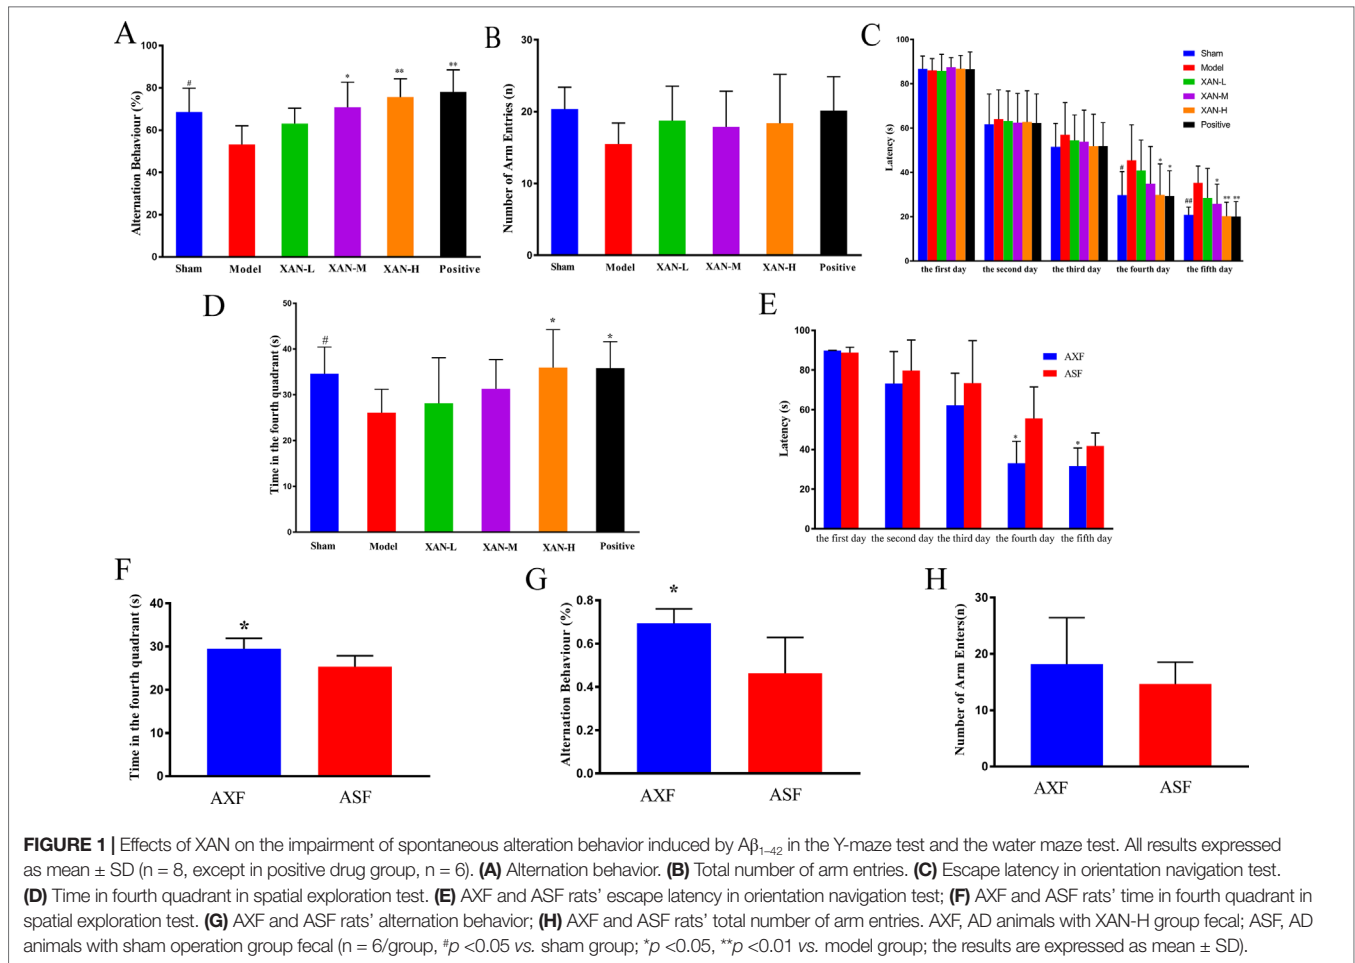 A
Alternation Behaviour (%)
100
80
60
40
20
0
#
*
**
**
Sham Model XAN-L XAN-M XAN-H Positive
B
Number of Arm Entries (n)
30
20
10
0
Sham Model XAN-L XAN-M XAN-H Positive
C
Latency (s)
100
80
60
40
20
0
Sham
Model
XAN-L
XAN-M
XAN-H
Positive
# * *
## * ** **
the first day the second day the third day the fourth day the fifth day
D
Time in the fourth quadrant (s)
50
40
30
20
10
0
#
*
*
Sham Model XAN-L XAN-M XAN-H Positive
E
Latency (s)
100
80
60
40
20
0
AXF
ASF
*
*
the first day the second day the third day the fourth day the fifth day
F
Time in the fourth quadrant (s)
40
30
20
10
0
*
AXF ASF
G
Alternation Behaviour (%)
0.8
0.6
0.4
0.2
0.0
*
AXF ASF
H
Number of Arm Enters(n)
30
20
10
0
AXF ASF
FIGURE 1 | Effects of XAN on the impairment of spontaneous alteration behavior induced by Aβ1–42 in the Y-maze test and the water maze test. All results expressed
as mean ± SD (n = 8, except in positive drug group, n = 6). (A) Alternation behavior. (B) Total number of arm entries. (C) Escape latency in orientation navigation test.
(D) Time in fourth quadrant in spatial exploration test. (E) AXF and ASF rats' escape latency in orientation navigation test; (F) AXF and ASF rats' time in fourth quadrant in
spatial exploration test. (G) AXF and ASF rats' alternation behavior; (H) AXF and ASF rats' total number of arm entries. AXF, AD animals with XAN-H group fecal; ASF, AD
animals with sham operation group fecal (n = 6/group, #p <0.05 vs. sham group; *p <0.05, **p <0.01 vs. model group; the results are expressed as mean ± SD).